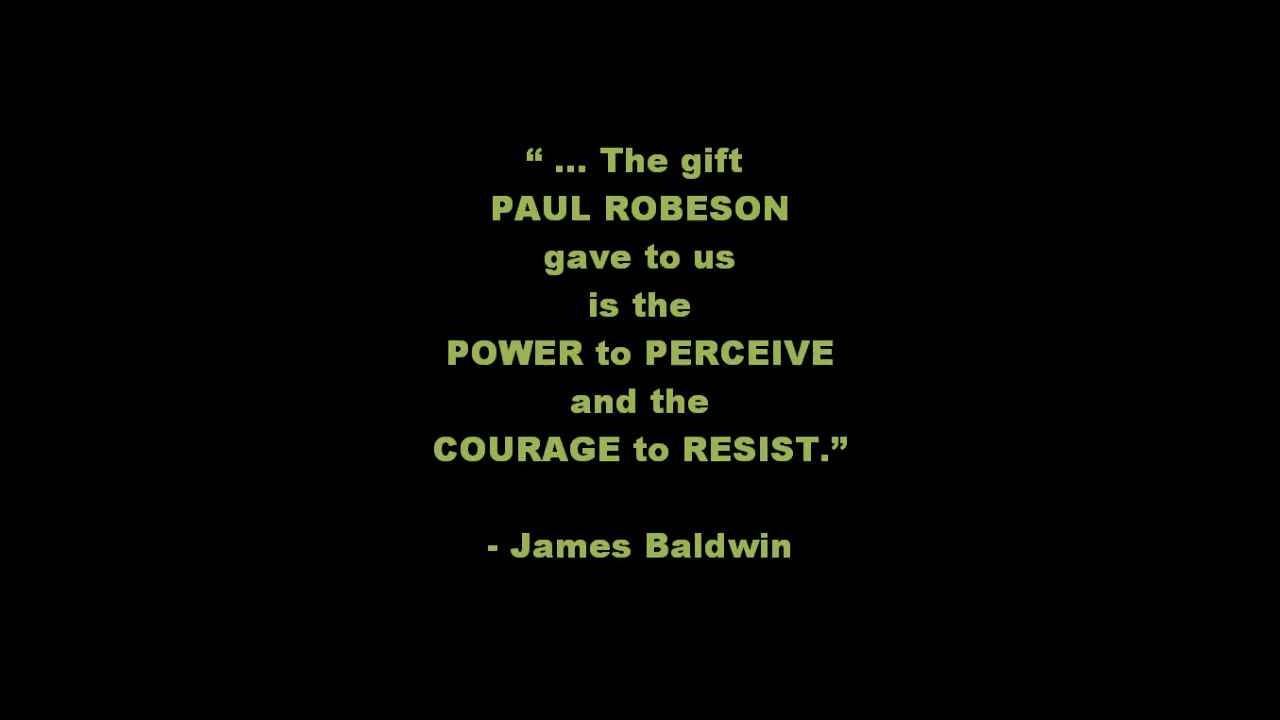 “ ... The gift
PAUL ROBESON
gave to us
is the
POWER to PERCEIVE
and the
COURAGE to RESIST.”
- James Baldwin